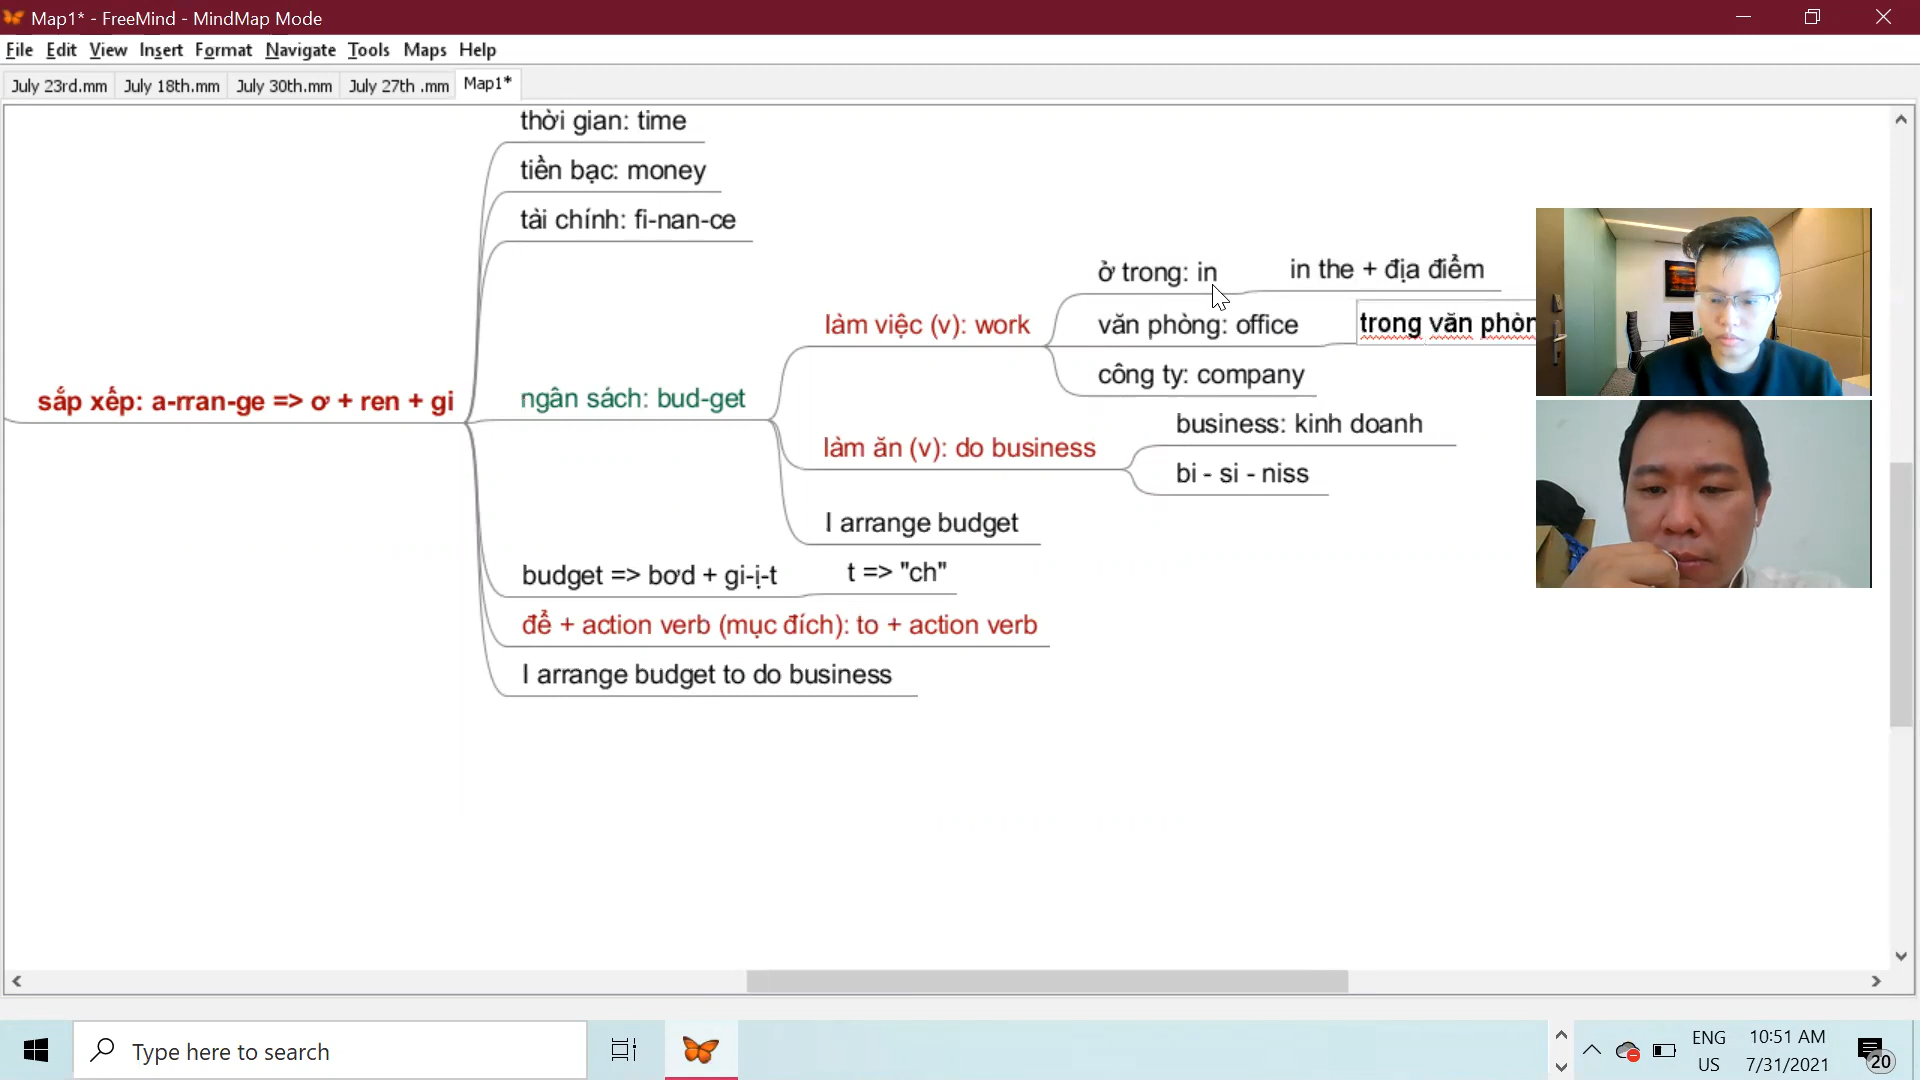 Map1* - FreeMind - MindMap Mode
File Edit View Insert Format Navigate Tools Maps Help
July 23rd.mm July 18th.mm July 30th.mm July 27th .mm Map1*
thời gian: time
tiền bạc: money
tài chính: fi-nan-ce
ở trong: in
in the + địa điểm
làm việc (v): work
văn phòng: office
trong văn phòn
công ty: company
sắp xếp: a-rran-ge => ơ + ren + gi
ngân sách: bud-get
làm ăn (v): do business
business: kinh doanh
bi - si - niss
I arrange budget
budget => bơd + gi-ị-t
t => "ch"
để + action verb (mục đích): to + action verb
I arrange budget to do business
Type here to search
ENG
US
10:51 AM
7/31/2021
20